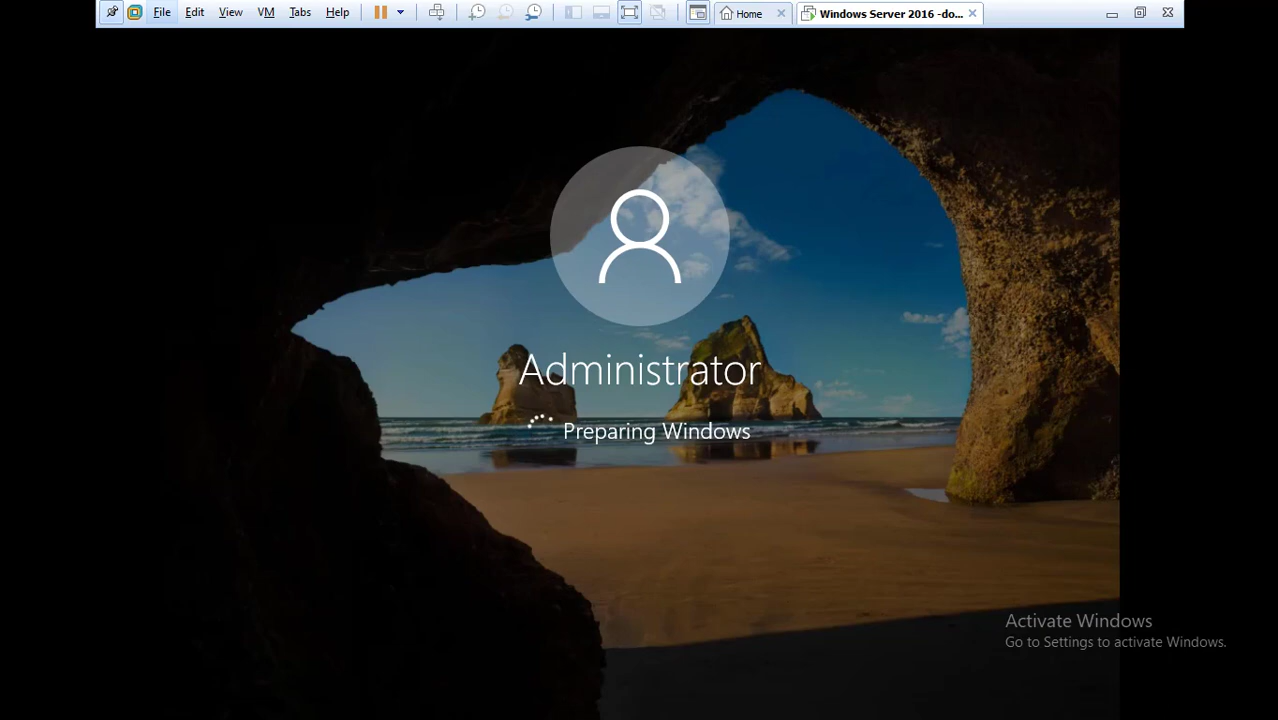 File Edit View VM Tabs Help Home Windows Server 2016 -do...
Administrator
Preparing Windows
Activate Windows
Go to Settings to activate Windows.